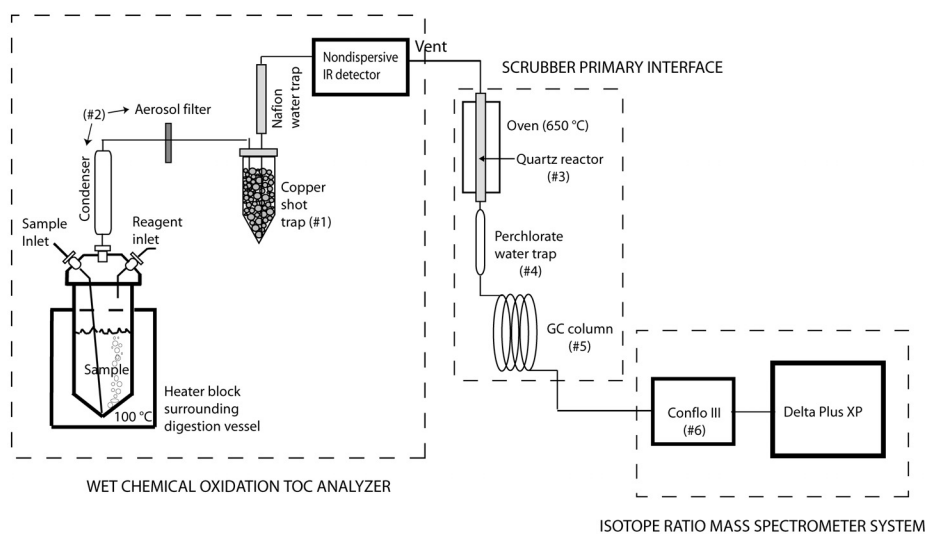 Vent
Nondispersive
IR detector
SCRUBBER PRIMARY INTERFACE
Nafion
water trap
(#2)
Aerosol filter
Oven (650 °C)
Quartz reactor
(#3)
Condenser
Copper
shot
trap (#1)
Sample
Inlet
Reagent
inlet
Perchlorate
water trap
(#4)
GC column
(#5)
Sample
100 °C
Heater block
surrounding
digestion vessel
Conflo III
(#6)
Delta Plus XP
WET CHEMICAL OXIDATION TOC ANALYZER
ISOTOPE RATIO MASS SPECTROMETER SYSTEM